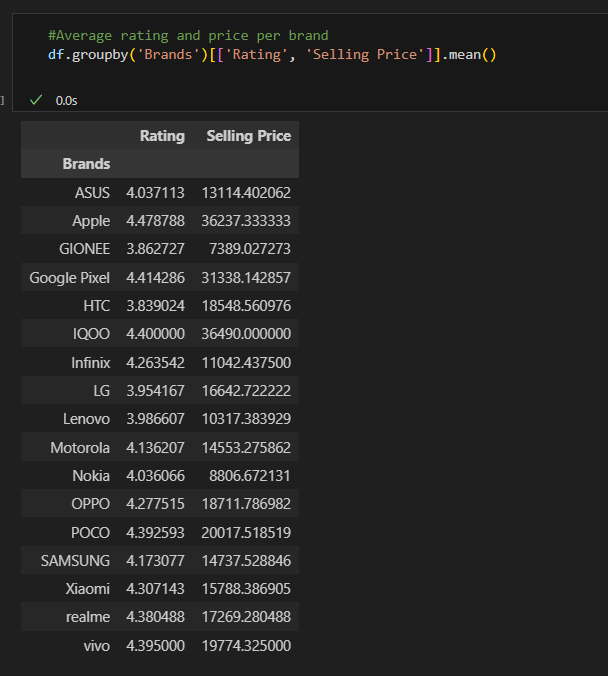 #Average rating and price per brand
df.groupby('Brands')[['Rating', 'Selling Price']].mean()
] ✓ 0.0s
Rating Selling Price
Brands
ASUS 4.037113 13114.402062
Apple 4.478788 36237.333333
GIONEE 3.862727 7389.027273
Google Pixel 4.414286 31338.142857
HTC 3.839024 18548.560976
IQOO 4.400000 36490.000000
Infinix 4.263542 11042.437500
LG 3.954167 16642.722222
Lenovo 3.986607 10317.383929
Motorola 4.136207 14553.275862
Nokia 4.036066 8806.672131
OPPO 4.277515 18711.786982
POCO 4.392593 20017.518519
SAMSUNG 4.173077 14737.528846
Xiaomi 4.307143 15788.386905
realme 4.380488 17269.280488
vivo 4.395000 19774.325000